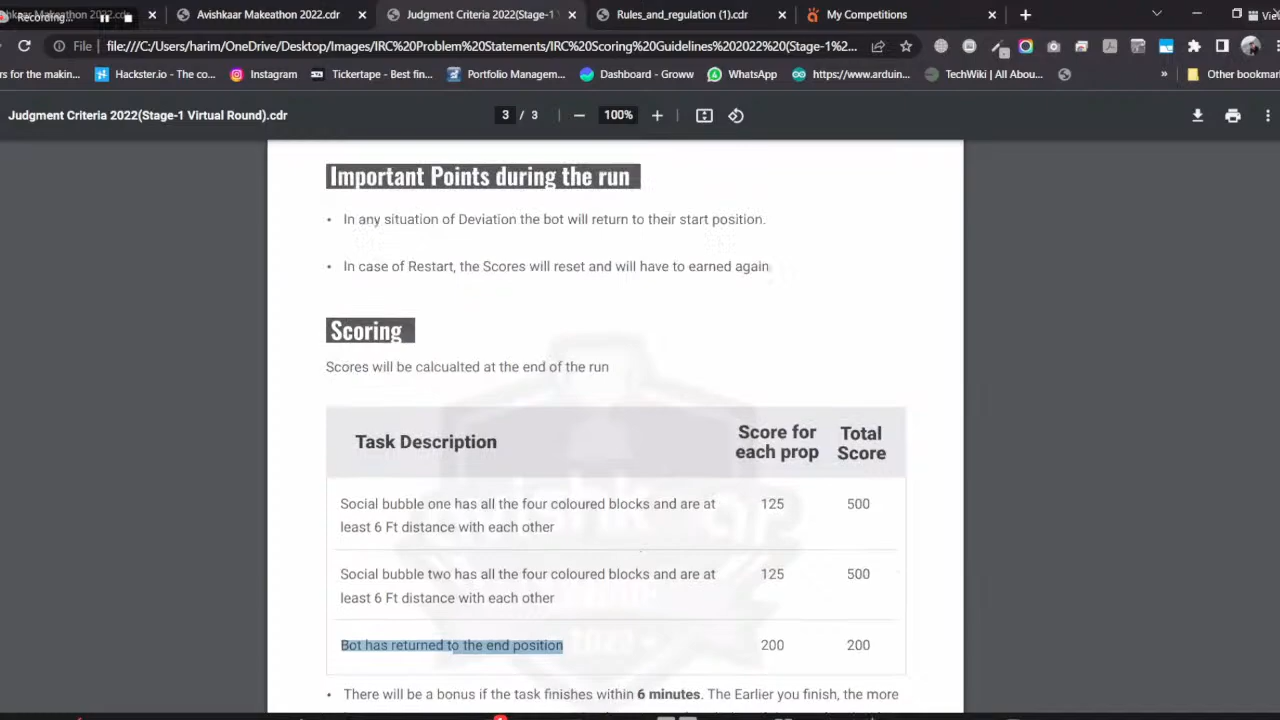 Recording...
Avishkaar Makeathon 2022.cdr
Judgment Criteria 2022(Stage-1
Rules_and_regulation (1).cdr
My Competitions
File
file:///C:/Users/harim/OneDrive/Desktop/Images/IRC%20Problem%20Statements/IRC%20Scoring%20Guidelines%202022%20(Stage-1%2...
rs for the makin...
Hackster.io - The co...
Instagram
Tickertape - Best fin...
Portfolio Managem...
Dashboard - Groww
WhatsApp
https://www.arduin...
TechWiki | All Abou...
»
Other bookmar
Judgment Criteria 2022(Stage-1 Virtual Round).cdr
3 / 3
100%
Important Points during the run
• In any situation of Deviation the bot will return to their start position.
• In case of Restart, the Scores will reset and will have to earned again
Scoring
Scores will be calcualted at the end of the run
Task Description
Score for each prop
Total Score
Social bubble one has all the four coloured blocks and are at
least 6 Ft distance with each other
125
500
Social bubble two has all the four coloured blocks and are at
least 6 Ft distance with each other
125
500
Bot has returned to the end position
200
200
• There will be a bonus if the task finishes within 6 minutes. The Earlier you finish, the more